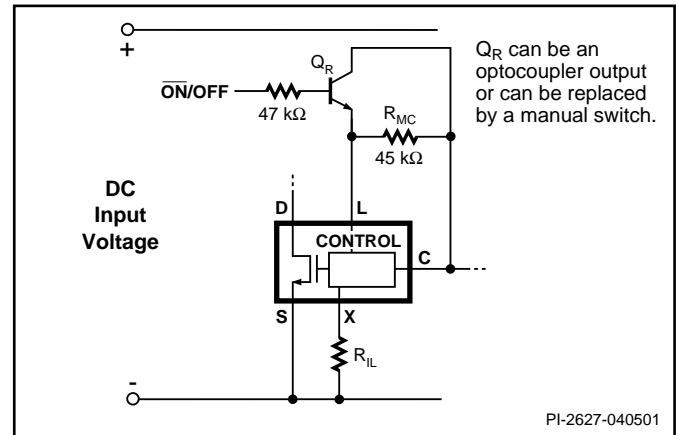 +
Q_R
Q_R can be an
optocoupler output
or can be replaced
by a manual switch.
O̅N̅/OFF
47 kΩ
R_MC
45 kΩ
DC
Input
Voltage
D
L
CONTROL
C
S
X
R_IL
-
PI-2627-040501